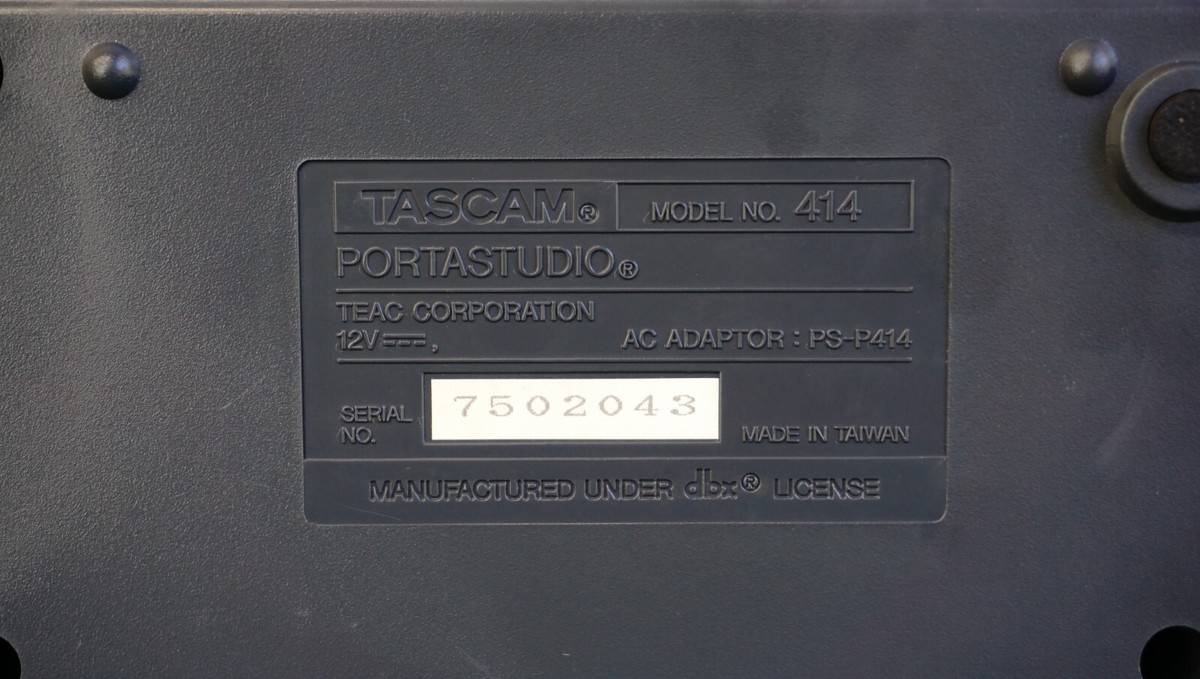 TASCAM® MODEL NO. 414
PORTASTUDIO®
TEAC CORPORATION
12V⎓, AC ADAPTOR : PS-P414
SERIAL NO. 7502043 MADE IN TAIWAN
MANUFACTURED UNDER dbx® LICENSE